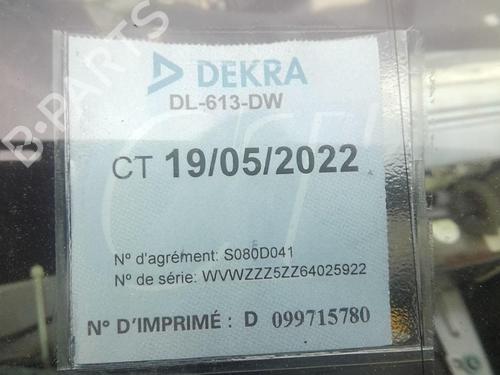 DEKRA
DL-613-DW
CT 19/05/2022
N° d'agrément: S080D041
N° de série: WVWZZZ5ZZ64025922
N° D'IMPRIMÉ : D 099715780
B-PARTS